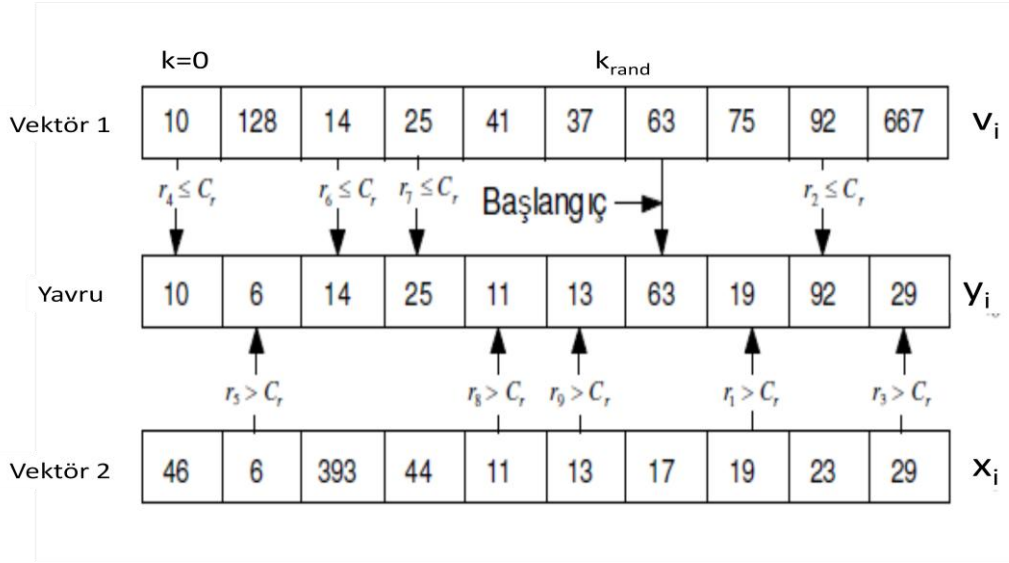 k=0 k_rand
Vektör 1 10 128 14 25 41 37 63 75 92 667 v_i
r_4 ≤ C_r r_6 ≤ C_r r_7 ≤ C_r Başlangıç r_2 ≤ C_r
Yavru 10 6 14 25 11 13 63 19 92 29 y_i
r_5 > C_r r_8 > C_r r_9 > C_r r_1 > C_r r_3 > C_r
Vektör 2 46 6 393 44 11 13 17 19 23 29 x_i